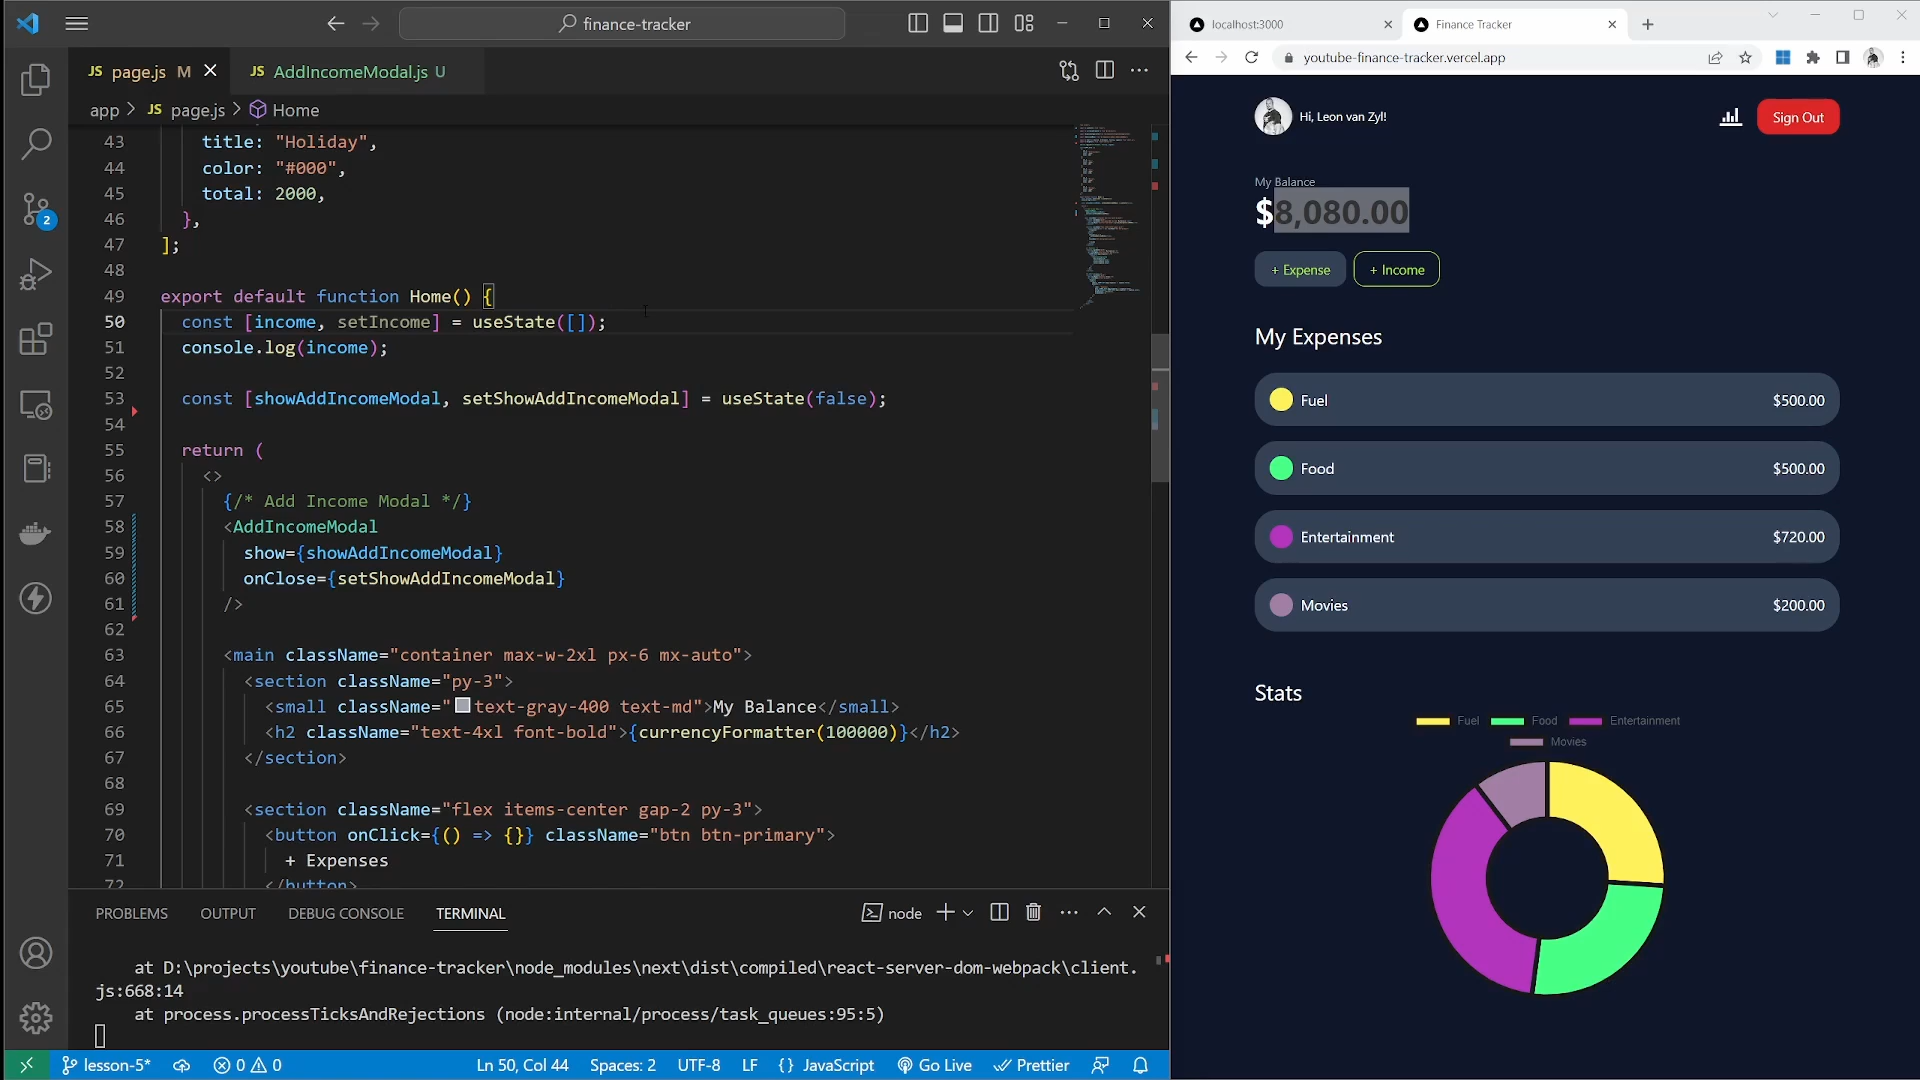 finance-tracker
JS page.js M
JS AddIncomeModal.js U
app > JS page.js > Home
43 title: "Holiday",
44 color: "#000",
45 total: 2000,
46 },
47 ];
48
49 export default function Home() {
50 const [income, setIncome] = useState([]);
51 console.log(income);
52
53 const [showAddIncomeModal, setShowAddIncomeModal] = useState(false);
54
55 return (
56 <>
57 {/* Add Income Modal */}
58 <AddIncomeModal
59 show={showAddIncomeModal}
60 onClose={setShowAddIncomeModal}
61 />
62
63 <main className="container max-w-2xl px-6 mx-auto">
64 <section className="py-3">
65 <small className="text-gray-400 text-md">My Balance</small>
66 <h2 className="text-4xl font-bold">{currencyFormatter(100000)}</h2>
67 </section>
68
69 <section className="flex items-center gap-2 py-3">
70 <button onClick={() => {}} className="btn btn-primary">
71 + Expenses
72 </button>
PROBLEMS OUTPUT DEBUG CONSOLE TERMINAL
node
at D:\projects\youtube\finance-tracker\node_modules\next\dist\compiled\react-server-dom-webpack\client.
js:668:14
at process.processTicksAndRejections (node:internal/process/task_queues:95:5)
2
lesson-5* 0 0 Ln 50, Col 44 Spaces: 2 UTF-8 LF {} JavaScript Go Live Prettier
localhost:3000
Finance Tracker
youtube-finance-tracker.vercel.app
Hi, Leon van Zyl!
Sign Out
My Balance
$8,080.00
+ Expense
+ Income
My Expenses
Fuel $500.00
Food $500.00
Entertainment $720.00
Movies $200.00
Stats
Fuel Food Entertainment
Movies